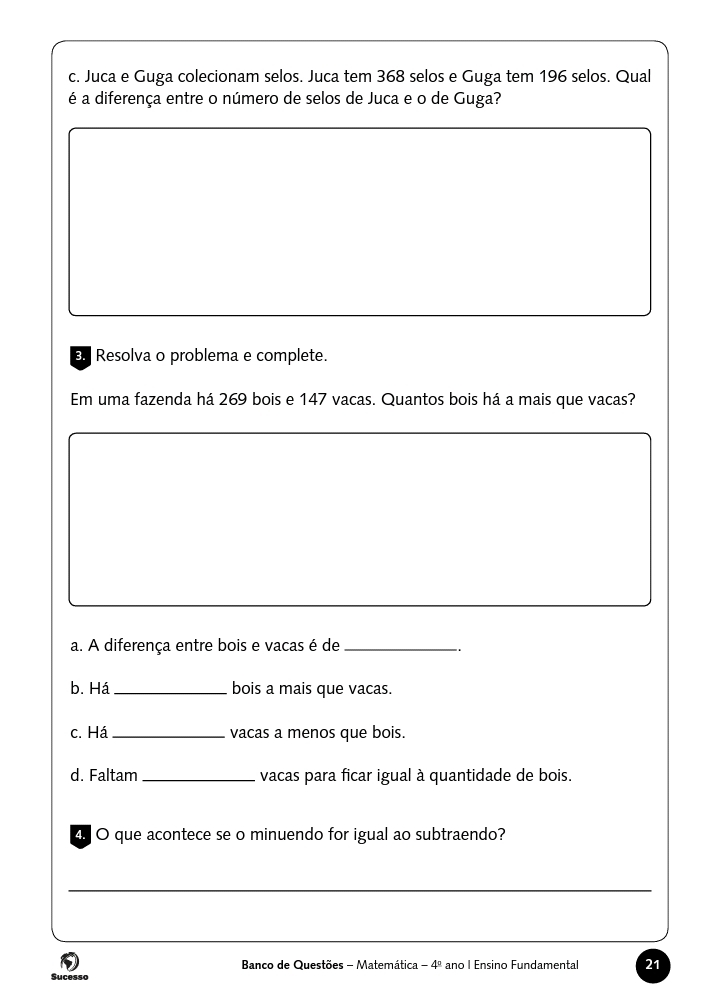 c. Juca e Guga colecionam selos. Juca tem 368 selos e Guga tem 196 selos. Qual
é a diferença entre o número de selos de Juca e o de Guga?
3. Resolva o problema e complete.
Em uma fazenda há 269 bois e 147 vacas. Quantos bois há a mais que vacas?
a. A diferença entre bois e vacas é de ____________.
b. Há ____________ bois a mais que vacas.
c. Há ____________ vacas a menos que bois.
d. Faltam ____________ vacas para ficar igual à quantidade de bois.
4. O que acontece se o minuendo for igual ao subtraendo?
Sucesso
Banco de Questões – Matemática – 4º ano | Ensino Fundamental
21